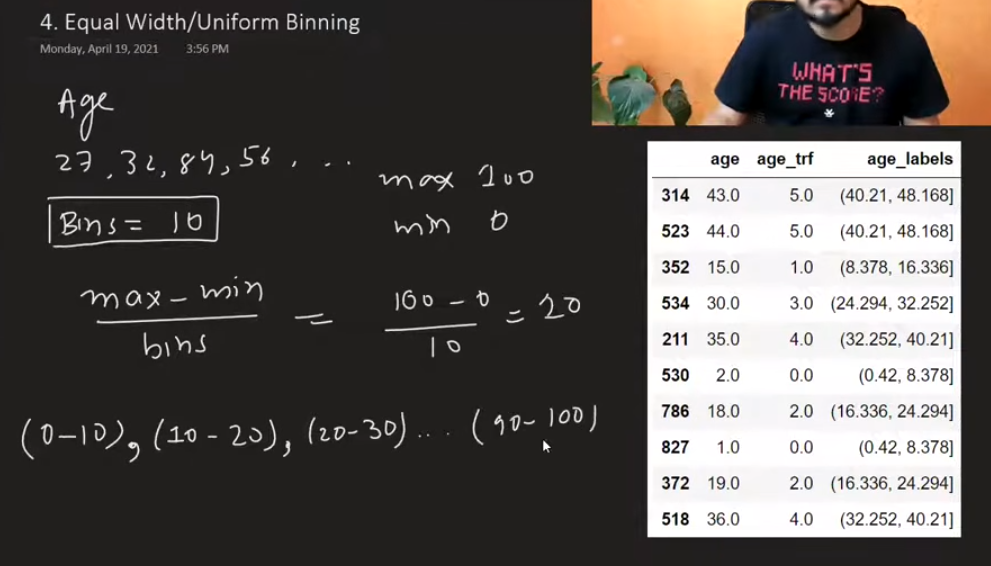 4. Equal Width/Uniform Binning
Monday, April 19, 2021 3:56 PM
WHAT'S
THE SCORE?
Age
27, 32, 84, 56, ...
max 100
Bins = 10
min 0
max - min / bins = 100 - 0 / 10 = 20
(0-10), (10-20), (20-30) ... (90-100)
age age_trf age_labels
314 43.0 5.0 (40.21, 48.168]
523 44.0 5.0 (40.21, 48.168]
352 15.0 1.0 (8.378, 16.336]
534 30.0 3.0 (24.294, 32.252]
211 35.0 4.0 (32.252, 40.21]
530 2.0 0.0 (0.42, 8.378]
786 18.0 2.0 (16.336, 24.294]
827 1.0 0.0 (0.42, 8.378]
372 19.0 2.0 (16.336, 24.294]
518 36.0 4.0 (32.252, 40.21]